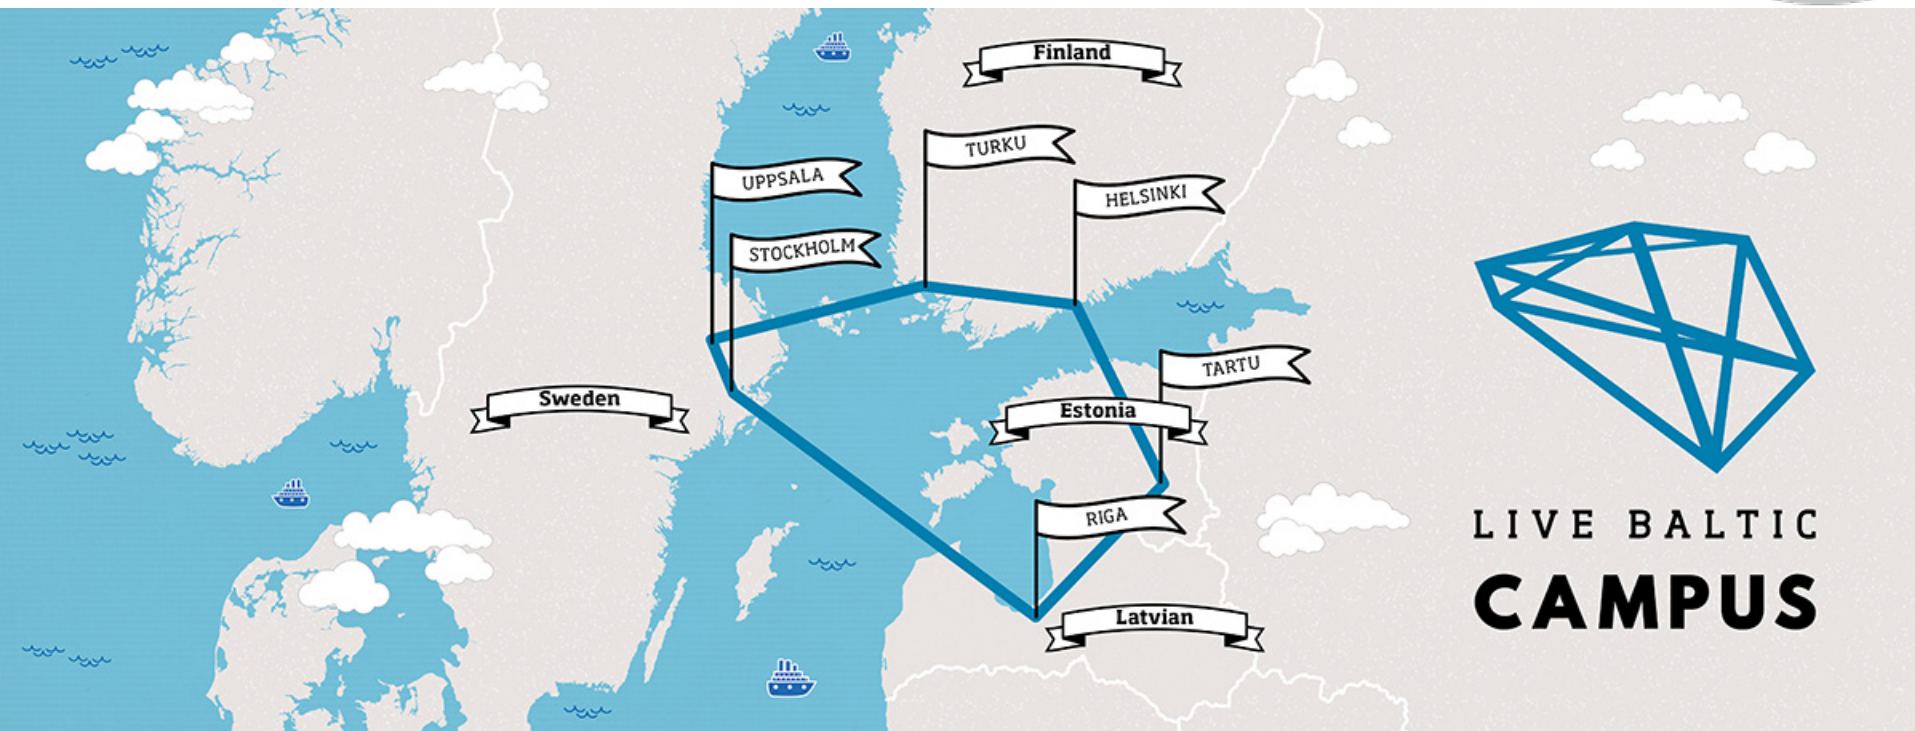 Finland
TURKU
UPPSALA
HELSINKI
STOCKHOLM
TARTU
Sweden
Estonia
RIGA
Latvian
LIVE BALTIC
CAMPUS